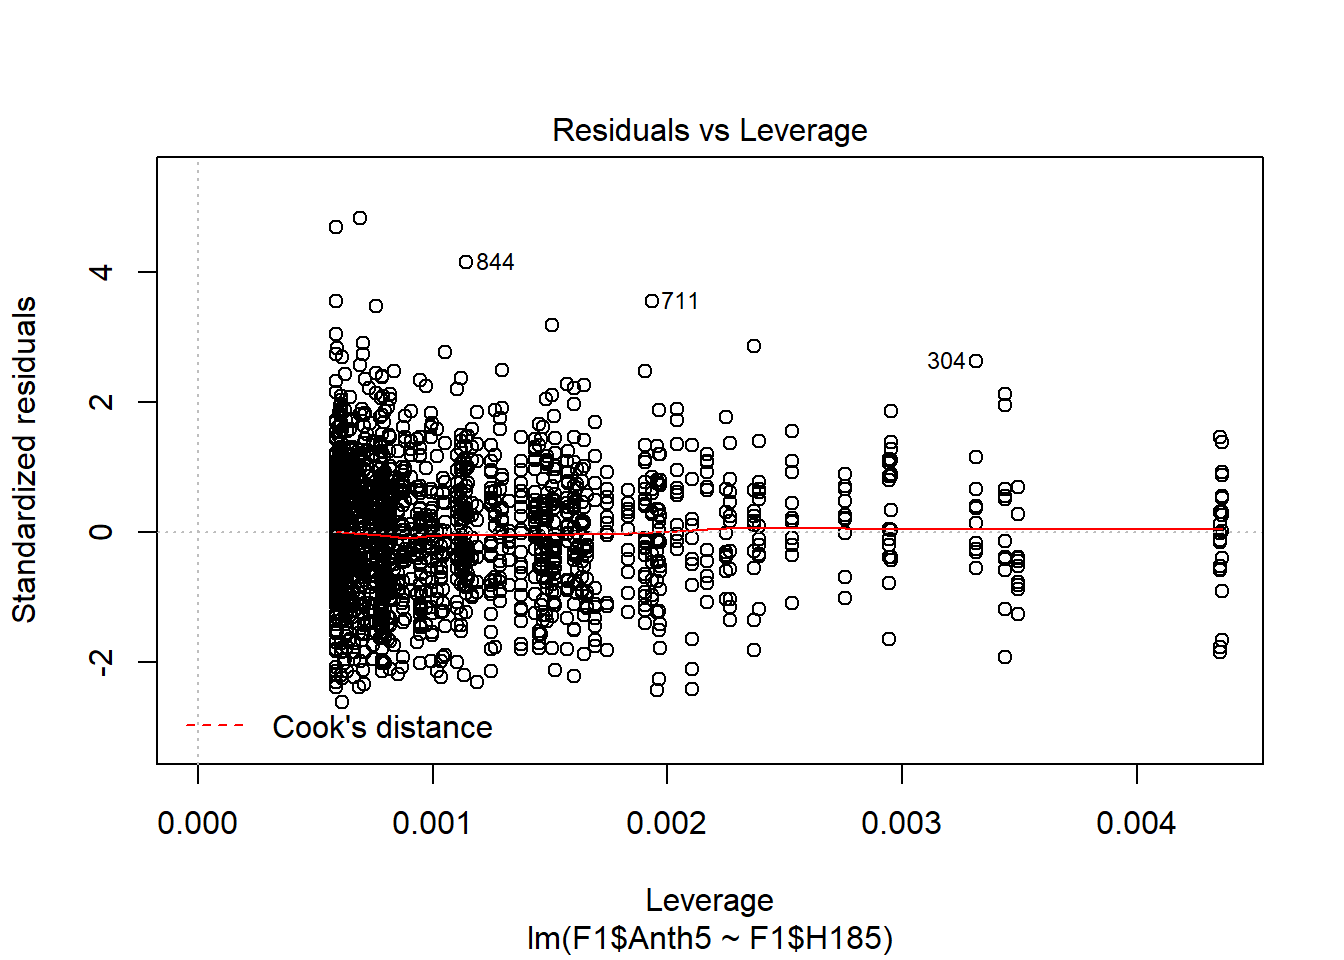 Residuals vs Leverage
Standardized residuals
4
2
0
-2
844
711
304
Cook's distance
0.000 0.001 0.002 0.003 0.004
Leverage
lm(F1$Anth5 ~ F1$H185)